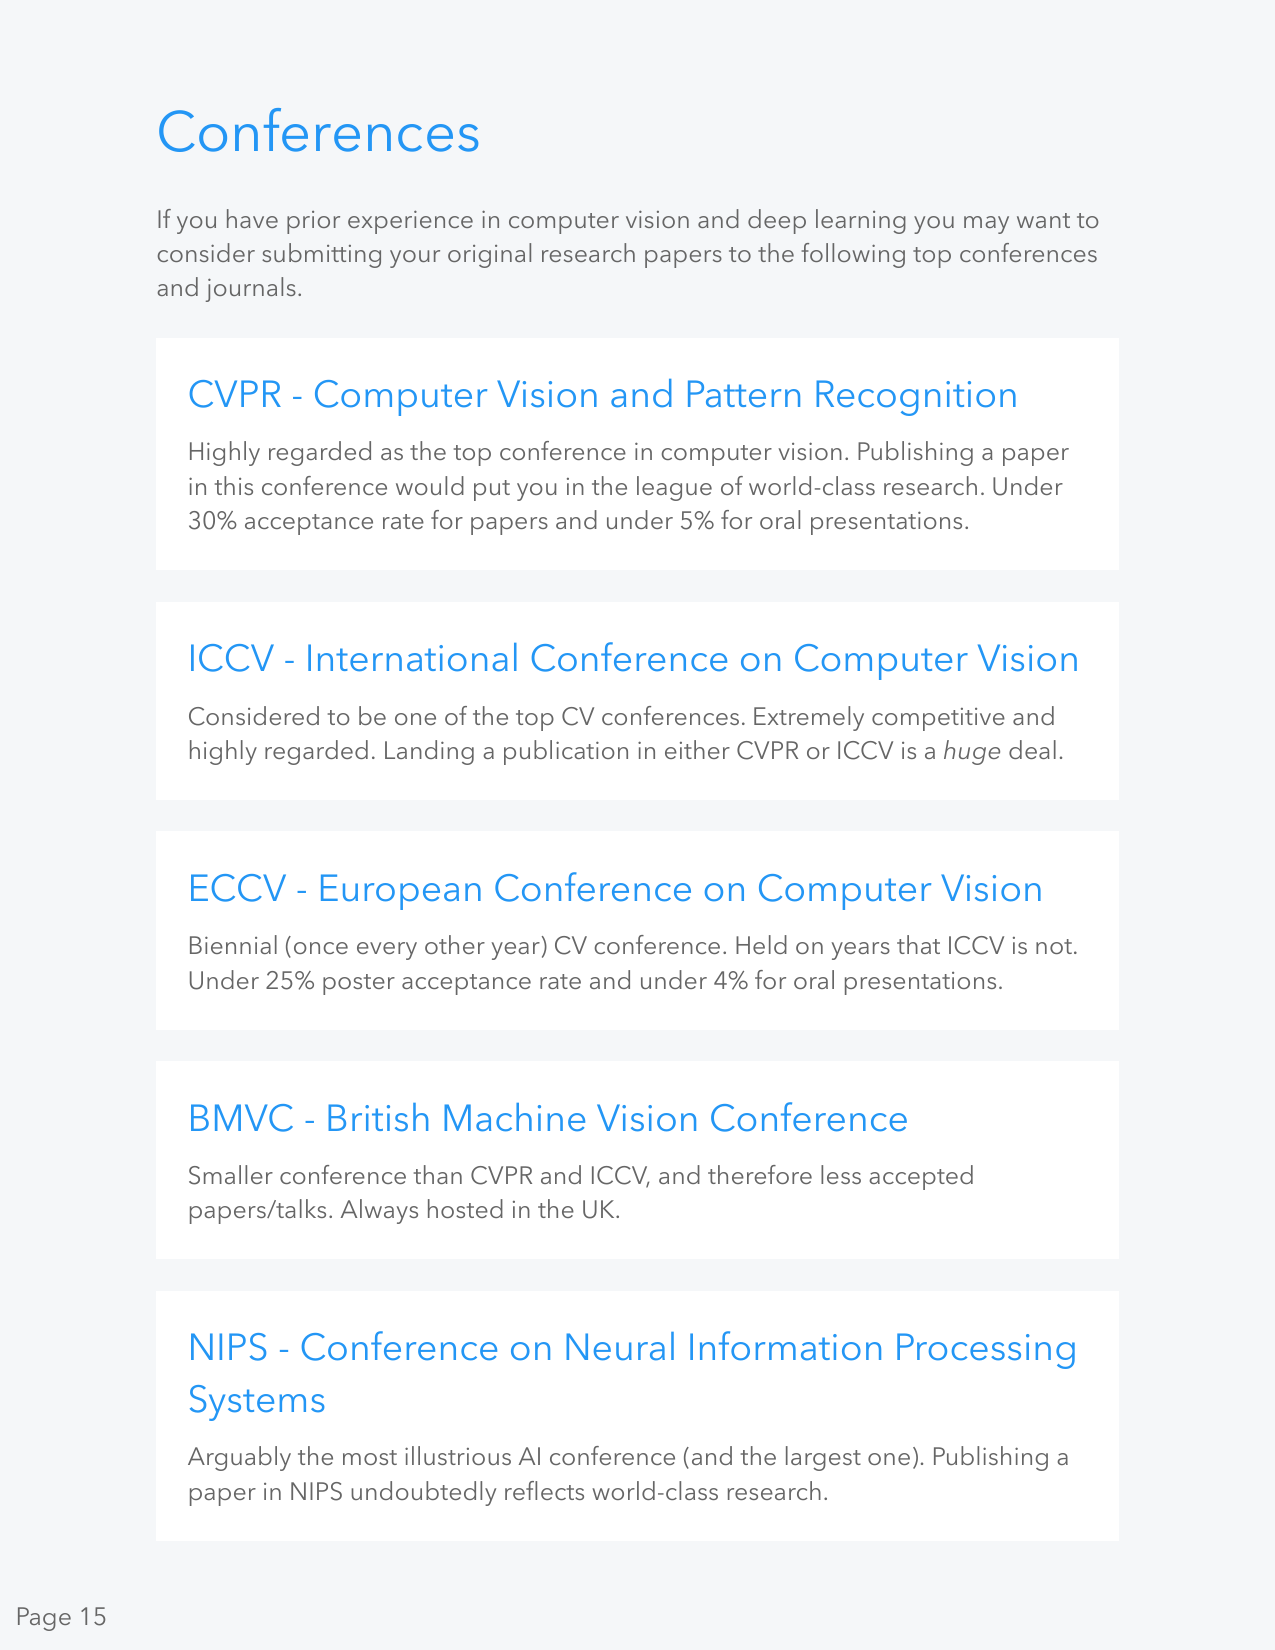 Conferences
If you have prior experience in computer vision and deep learning you may want to
consider submitting your original research papers to the following top conferences
and journals.
CVPR - Computer Vision and Pattern Recognition
Highly regarded as the top conference in computer vision. Publishing a paper
in this conference would put you in the league of world-class research. Under
30% acceptance rate for papers and under 5% for oral presentations.
ICCV - International Conference on Computer Vision
Considered to be one of the top CV conferences. Extremely competitive and
highly regarded. Landing a publication in either CVPR or ICCV is a huge deal.
ECCV - European Conference on Computer Vision
Biennial (once every other year) CV conference. Held on years that ICCV is not.
Under 25% poster acceptance rate and under 4% for oral presentations.
BMVC - British Machine Vision Conference
Smaller conference than CVPR and ICCV, and therefore less accepted
papers/talks. Always hosted in the UK.
NIPS - Conference on Neural Information Processing
Systems
Arguably the most illustrious AI conference (and the largest one). Publishing a
paper in NIPS undoubtedly reflects world-class research.
Page 15